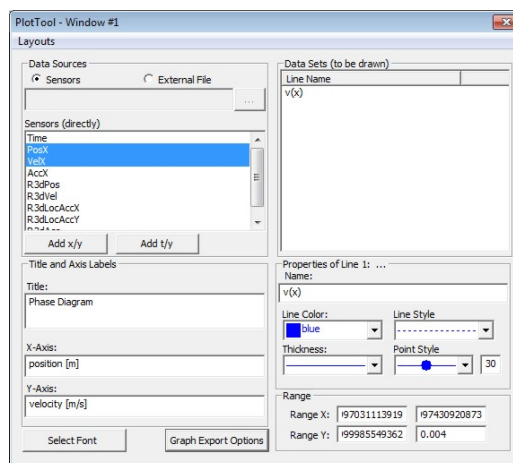 PlotTool - Window #1
Layouts
Data Sources
Sensors
External File
...
Sensors (directly)
Time
PosX
VelX
AccX
R3dPos
R3dVel
R3dLocAccX
R3dLocAccY
Add x/y
Add t/y
Data Sets (to be drawn)
Line Name
v(x)
Title and Axis Labels
Title:
Phase Diagram
X-Axis:
position [m]
Y-Axis:
velocity [m/s]
Select Font
Graph Export Options
Properties of Line 1: ...
Name:
v(x)
Line Color:
Line Style
blue
Thickness:
Point Style
30
Range
Range X:
97031113919
97430920873
Range Y:
99985549362
0.004